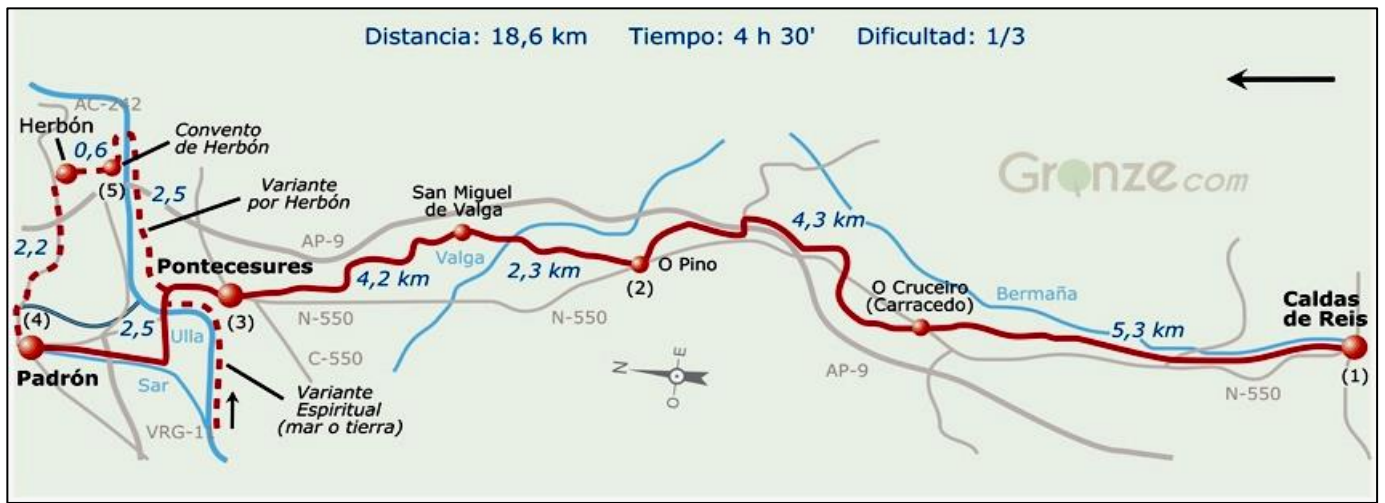 Distancia: 18,6 km Tiempo: 4 h 30' Dificultad: 1/3
AC-242
Herbón
0,6
Convento
de Herbón
(5)
2,5
Variante
por Herbón
San Miguel
de Valga
Gronze.com
4,3 km
2,2
AP-9
Valga
Pontecesures
4,2 km
2,3 km
O Pino
(2)
O Cruceiro
(Carracedo)
Bermaña
Caldas
de Reis
(4)
2,5
Ulla
(3)
N-550
N-550
5,3 km
C-550
N
E
O
S
AP-9
N-550
(1)
Padrón
Sar
Variante
Espiritual
(mar o tierra)